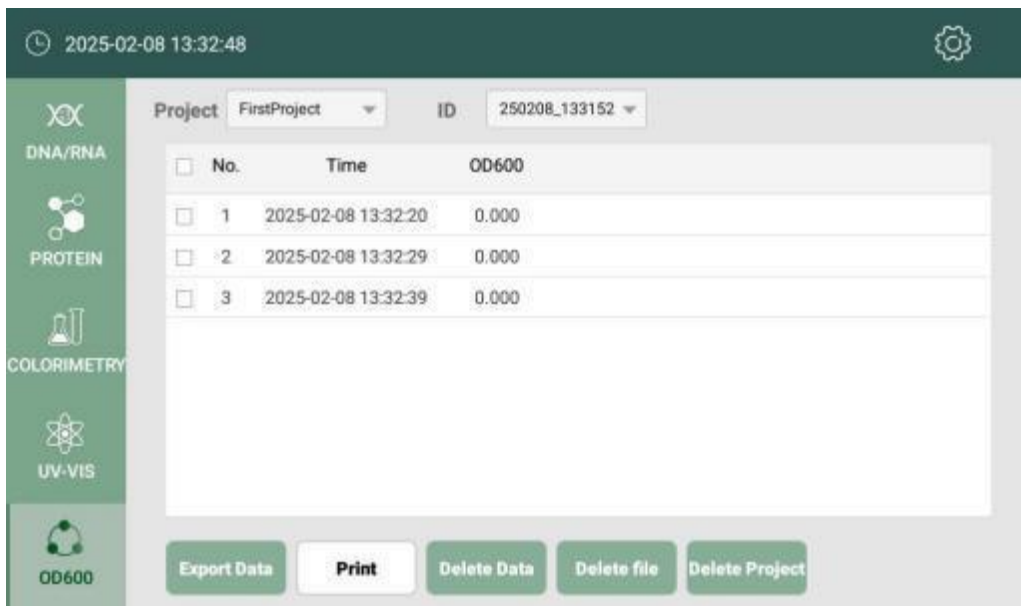 2025-02-08 13:32:48
Project FirstProject ID 250208_133152
No. Time OD600
1 2025-02-08 13:32:20 0.000
2 2025-02-08 13:32:29 0.000
3 2025-02-08 13:32:39 0.000
DNA/RNA
PROTEIN
COLORIMETRY
UV-VIS
OD600
Export Data Print Delete Data Delete file Delete Project